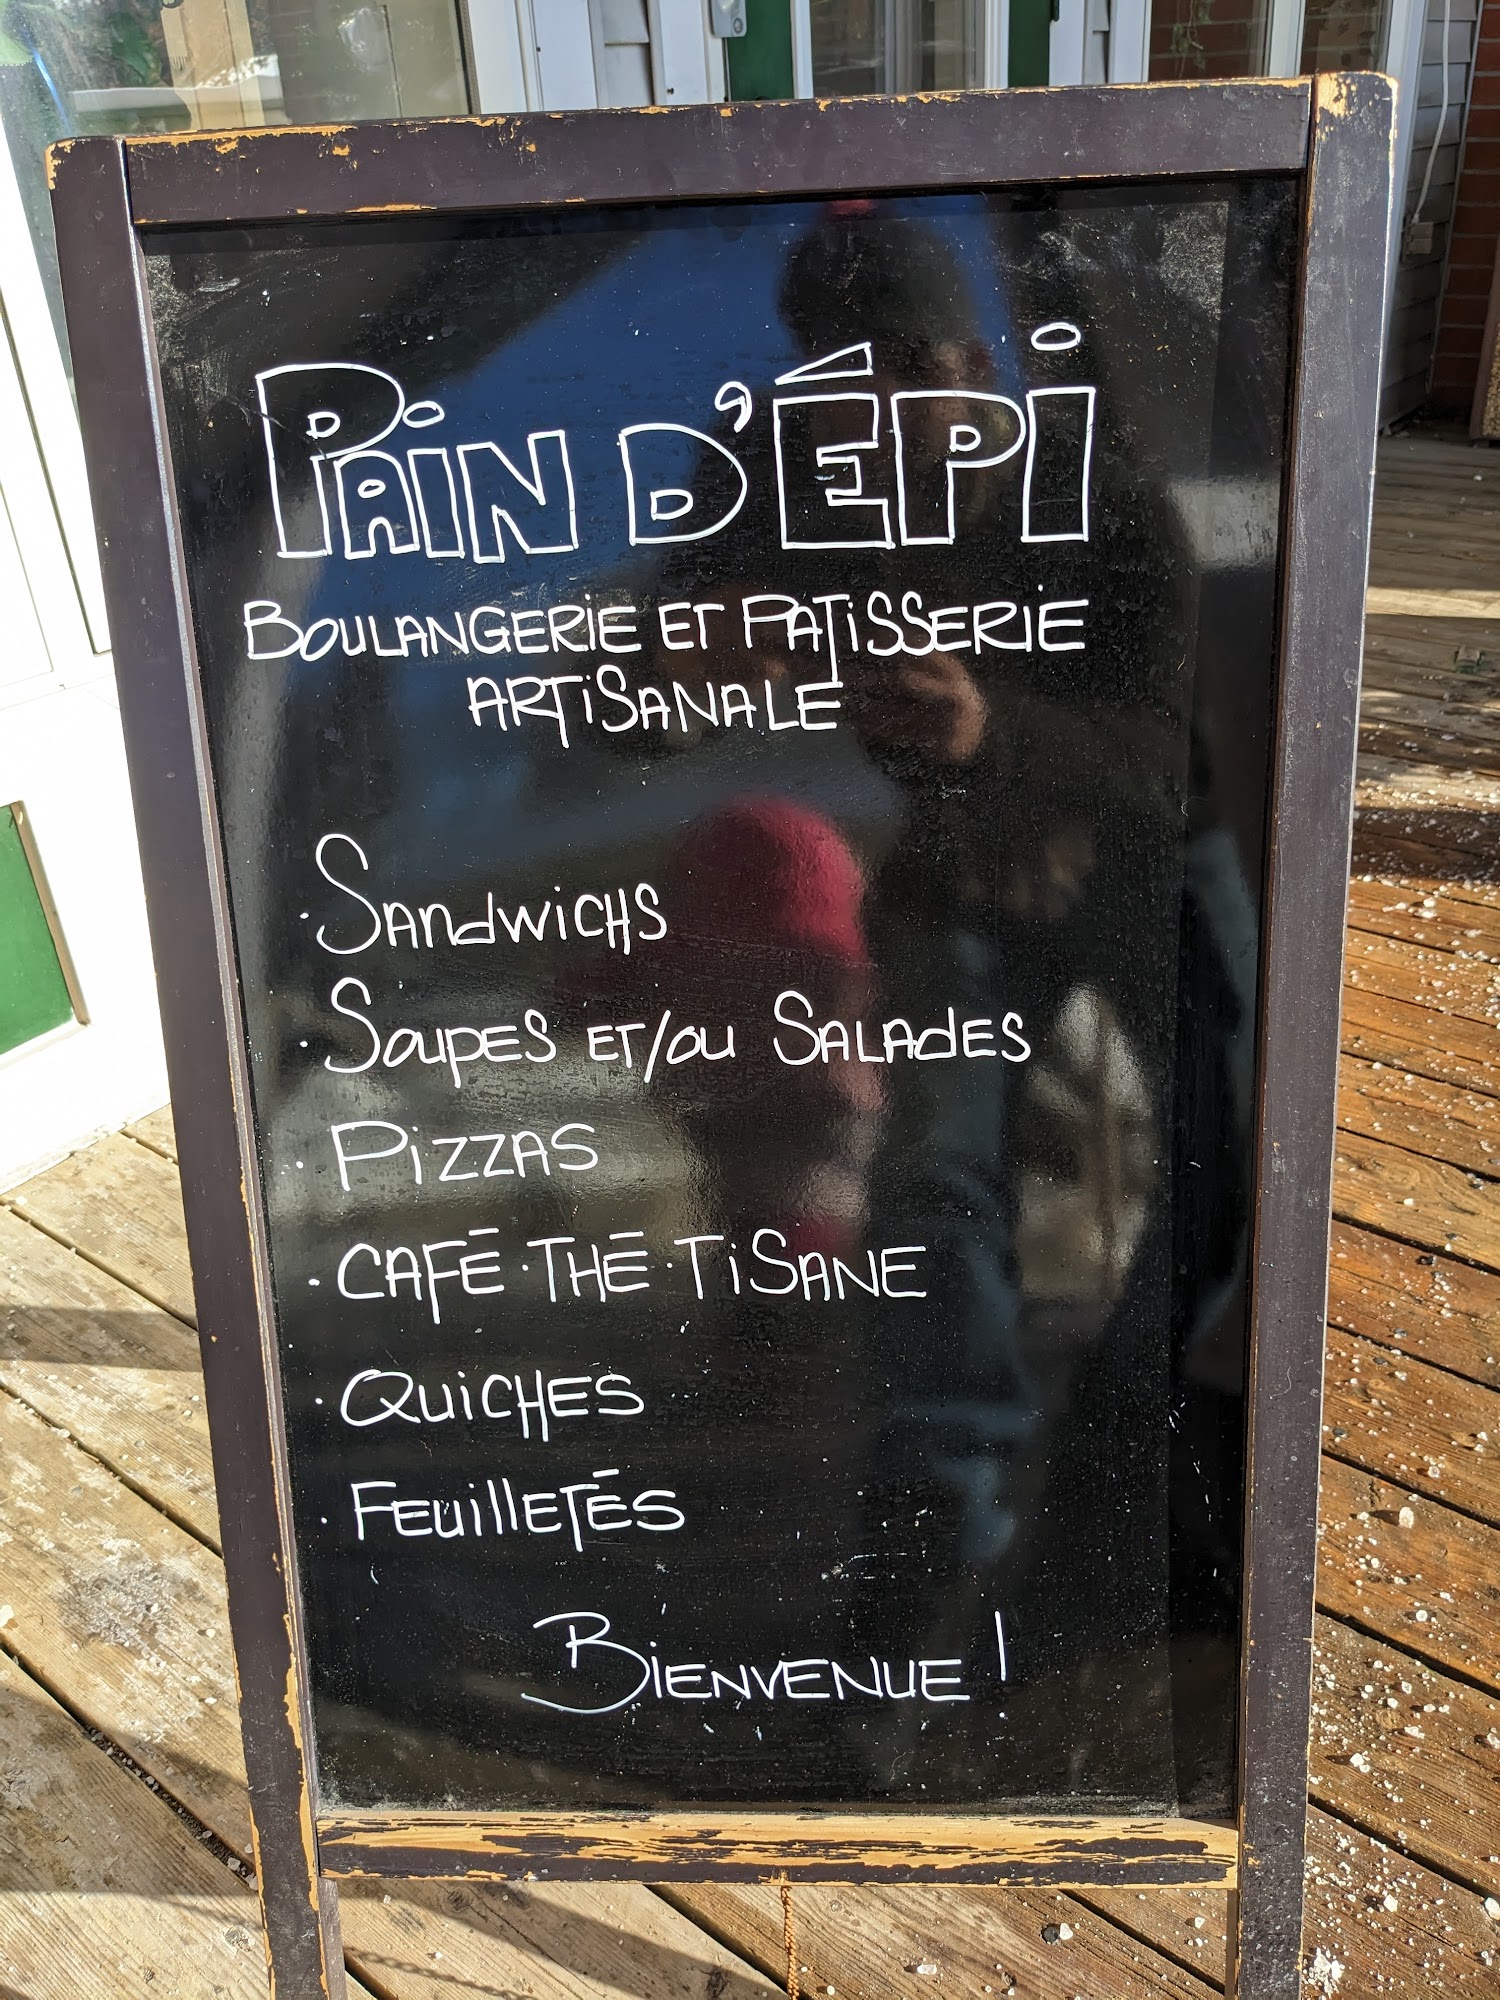 PAIN D'ÉPI
BOULANGERIE ET PATISSERIE
ARTISANALE
· SANDWICHS
· SOUPES ET/OU SALADES
· PIZZAS
· CAFÉ · THÉ · TISANE
· QUICHES
· FEUILLETÉS
BIENVENUE !